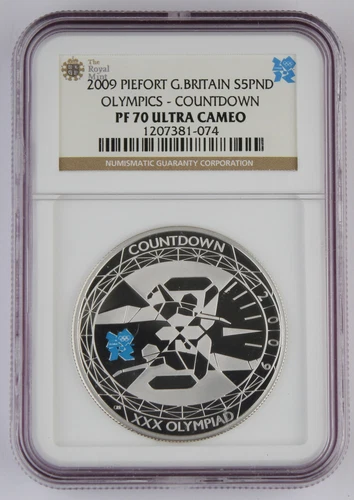 The
Royal
Mint
2009 PIEFORT G.BRITAIN S5PND
OLYMPICS - COUNTDOWN
PF 70 ULTRA CAMEO
1207381-074
NUMISMATIC GUARANTY CORPORATION
COUNTDOWN
2009
XXX OLYMPIAD